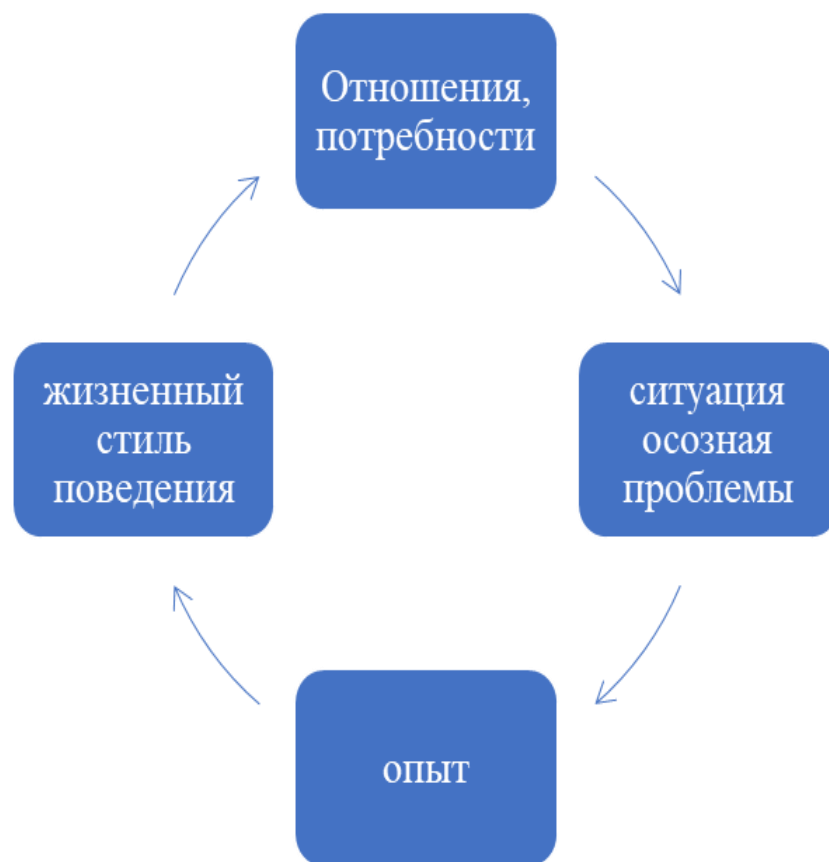 Отношения,
потребности
ситуация
осозная
проблемы
опыт
жизненный
стиль
поведения